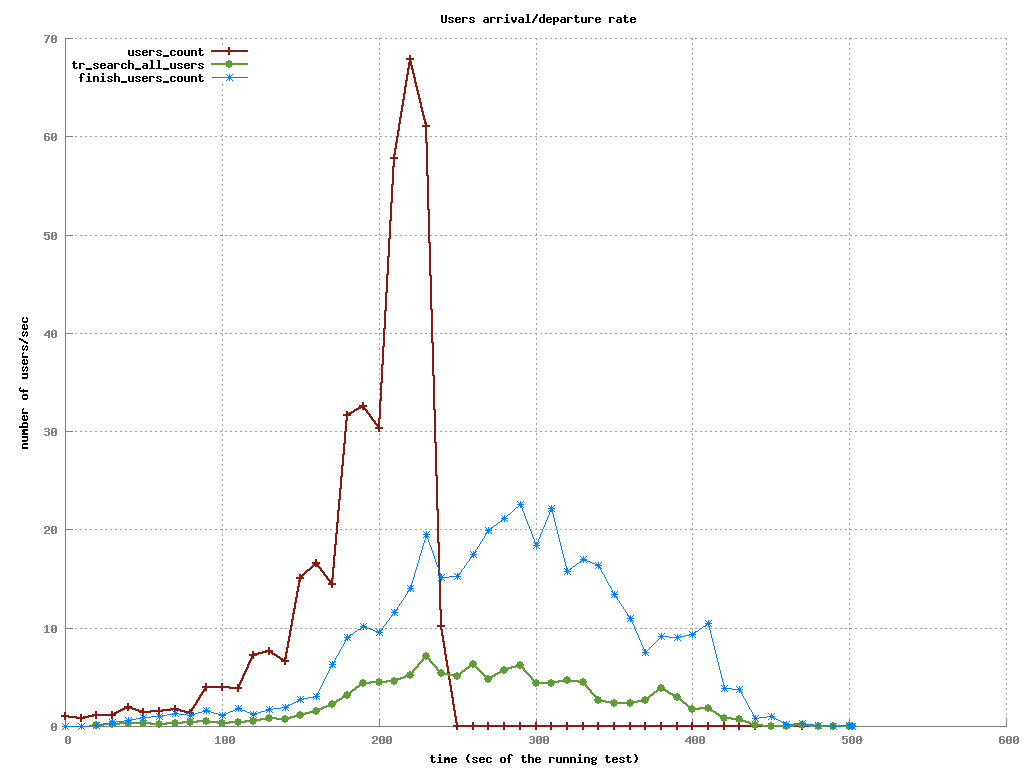 Users arrival/departure rate
users_count
tr_search_all_users
finish_users_count
70
60
50
40
30
20
10
0
number of users/sec
0 100 200 300 400 500 600
time (sec of the running test)